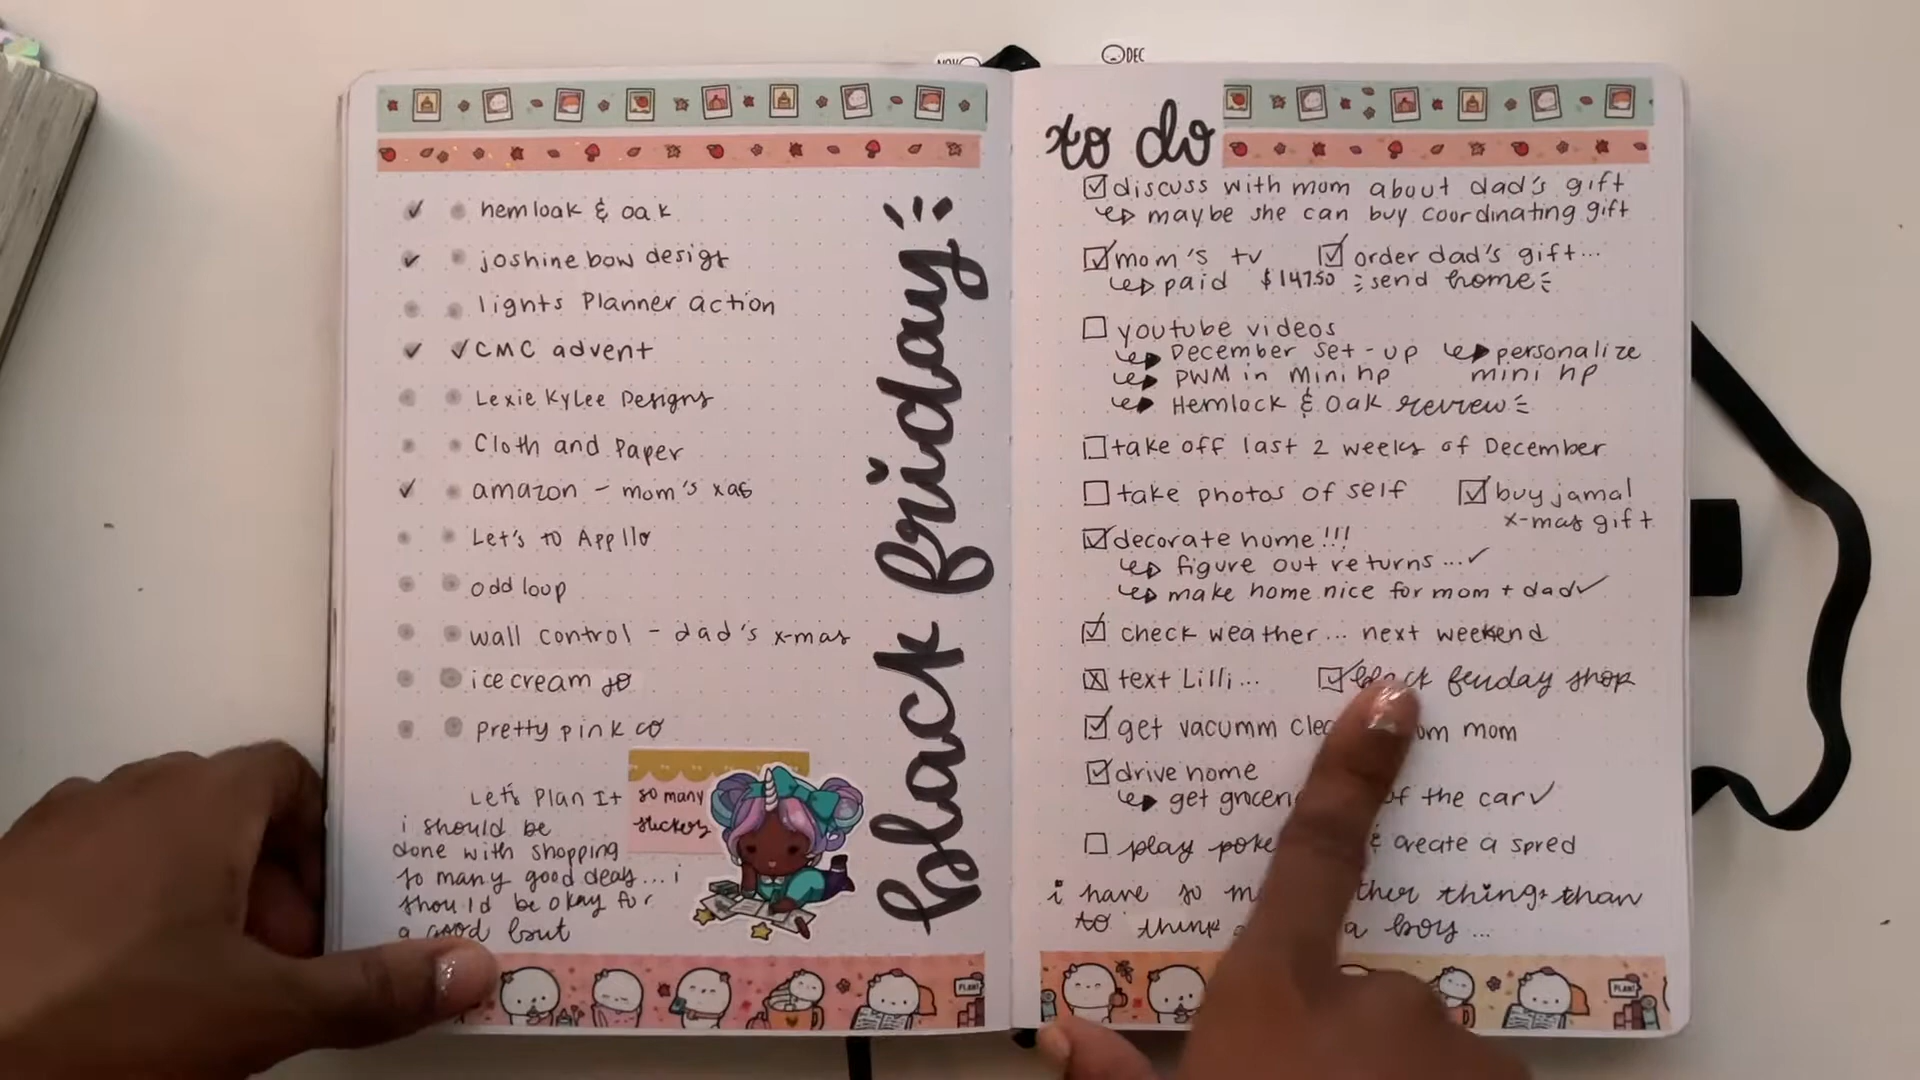 DEC
black friday
hemloak & oak
joshine bow design
lights Planner action
CMC advent
Lexie Kylee Designs
Cloth and Paper
amazon - mom's xas
Let's to Apollo
odd loop
wall control - dad's x-mas
ice cream so
pretty pink co
Let's Plan It
i should be
done with shopping
so many good deals... i
should be okay for
a good but
so many
stickers
PLAN!
to do
discuss with mom about dad's gift
maybe she can buy coordinating gift
mom's tv
paid $147.50
order dad's gift...
send home
youtube videos
December set-up
PWM in mini hp
Hemlock & Oak review
personalize
mini hp
take off last 2 weeks of December
take photos of self
buy jamal
x-mas gift
decorate home!!!
figure out returns...
make home nice for mom + dad
check weather... next weekend
text Lilli...
black friday shop
get vacumm mom
drive home
get of the car
play & create a spred
i have so things than
to think a boy...
PLAN!